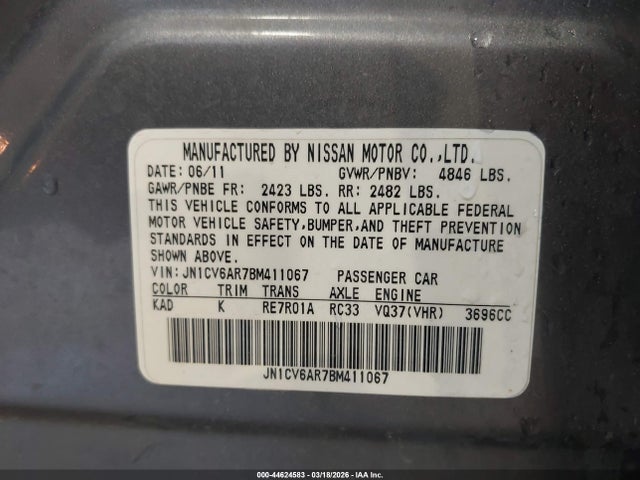 MANUFACTURED BY NISSAN MOTOR CO.,LTD.
DATE: 06/11 GVWR/PNBV: 4846 LBS.
GAWR/PNBE FR: 2423 LBS. RR: 2482 LBS.
THIS VEHICLE CONFORMS TO ALL APPLICABLE FEDERAL
MOTOR VEHICLE SAFETY,BUMPER,AND THEFT PREVENTION
STANDARDS IN EFFECT ON THE DATE OF MANUFACTURE
SHOWN ABOVE.
VIN: JN1CV6AR7BM411067 PASSENGER CAR
COLOR TRIM TRANS AXLE ENGINE
KAD K RE7R01A RC33 VQ37(VHR) 3696CC
JN1CV6AR7BM411067
000-44624583 - 03/18/2026 - IAA Inc.